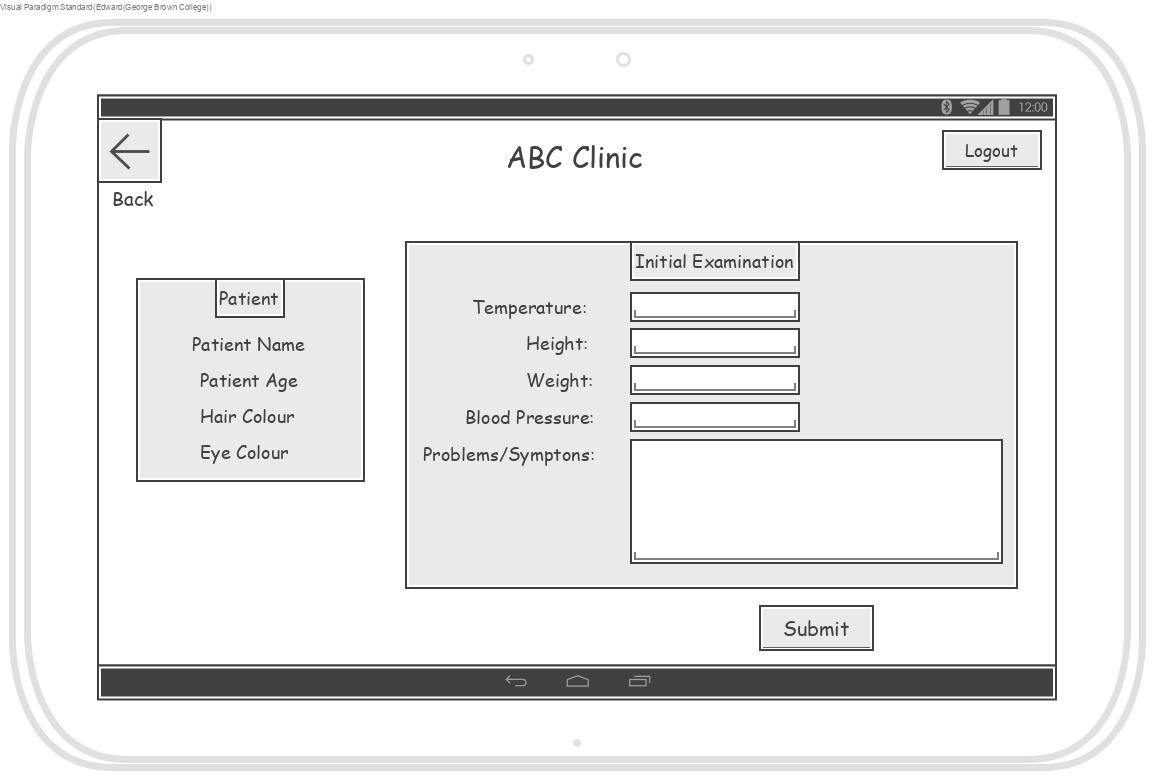 Visual Paradigm Standard(Edward(George Brown College))
12:00
ABC Clinic
Logout
Back
Initial Examination
Patient
Temperature:
Patient Name
Height:
Patient Age
Weight:
Hair Colour
Blood Pressure:
Eye Colour
Problems/Symptons:
Submit